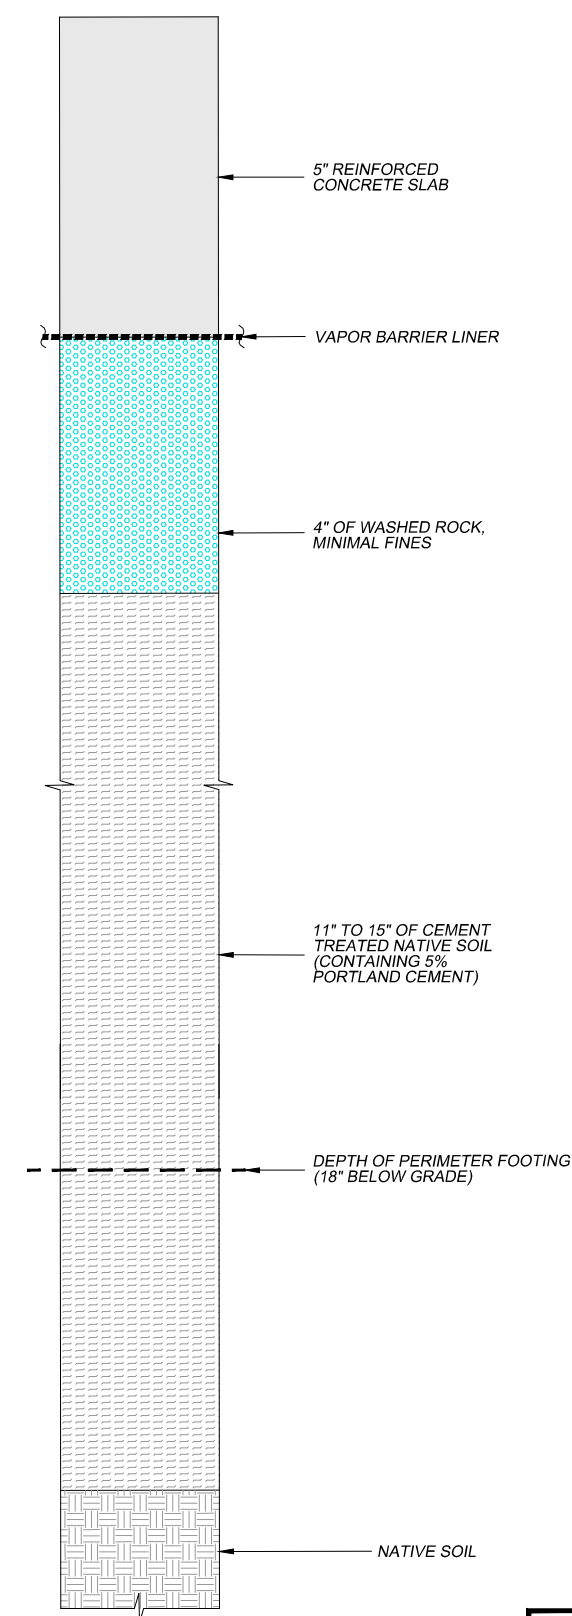 5" REINFORCED
CONCRETE SLAB
VAPOR BARRIER LINER
4" OF WASHED ROCK,
MINIMAL FINES
11" TO 15" OF CEMENT
TREATED NATIVE SOIL
(CONTAINING 5%
PORTLAND CEMENT)
DEPTH OF PERIMETER FOOTING
(18" BELOW GRADE)
NATIVE SOIL